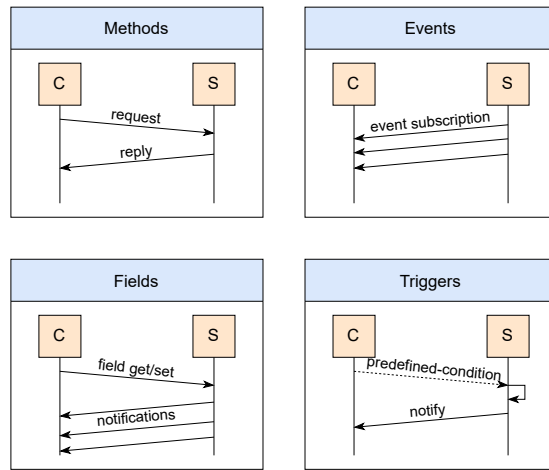 Methods
C S
request
reply
Events
C S
event subscription
Fields
C S
field get/set
notifications
Triggers
C S
predefined-condition
notify